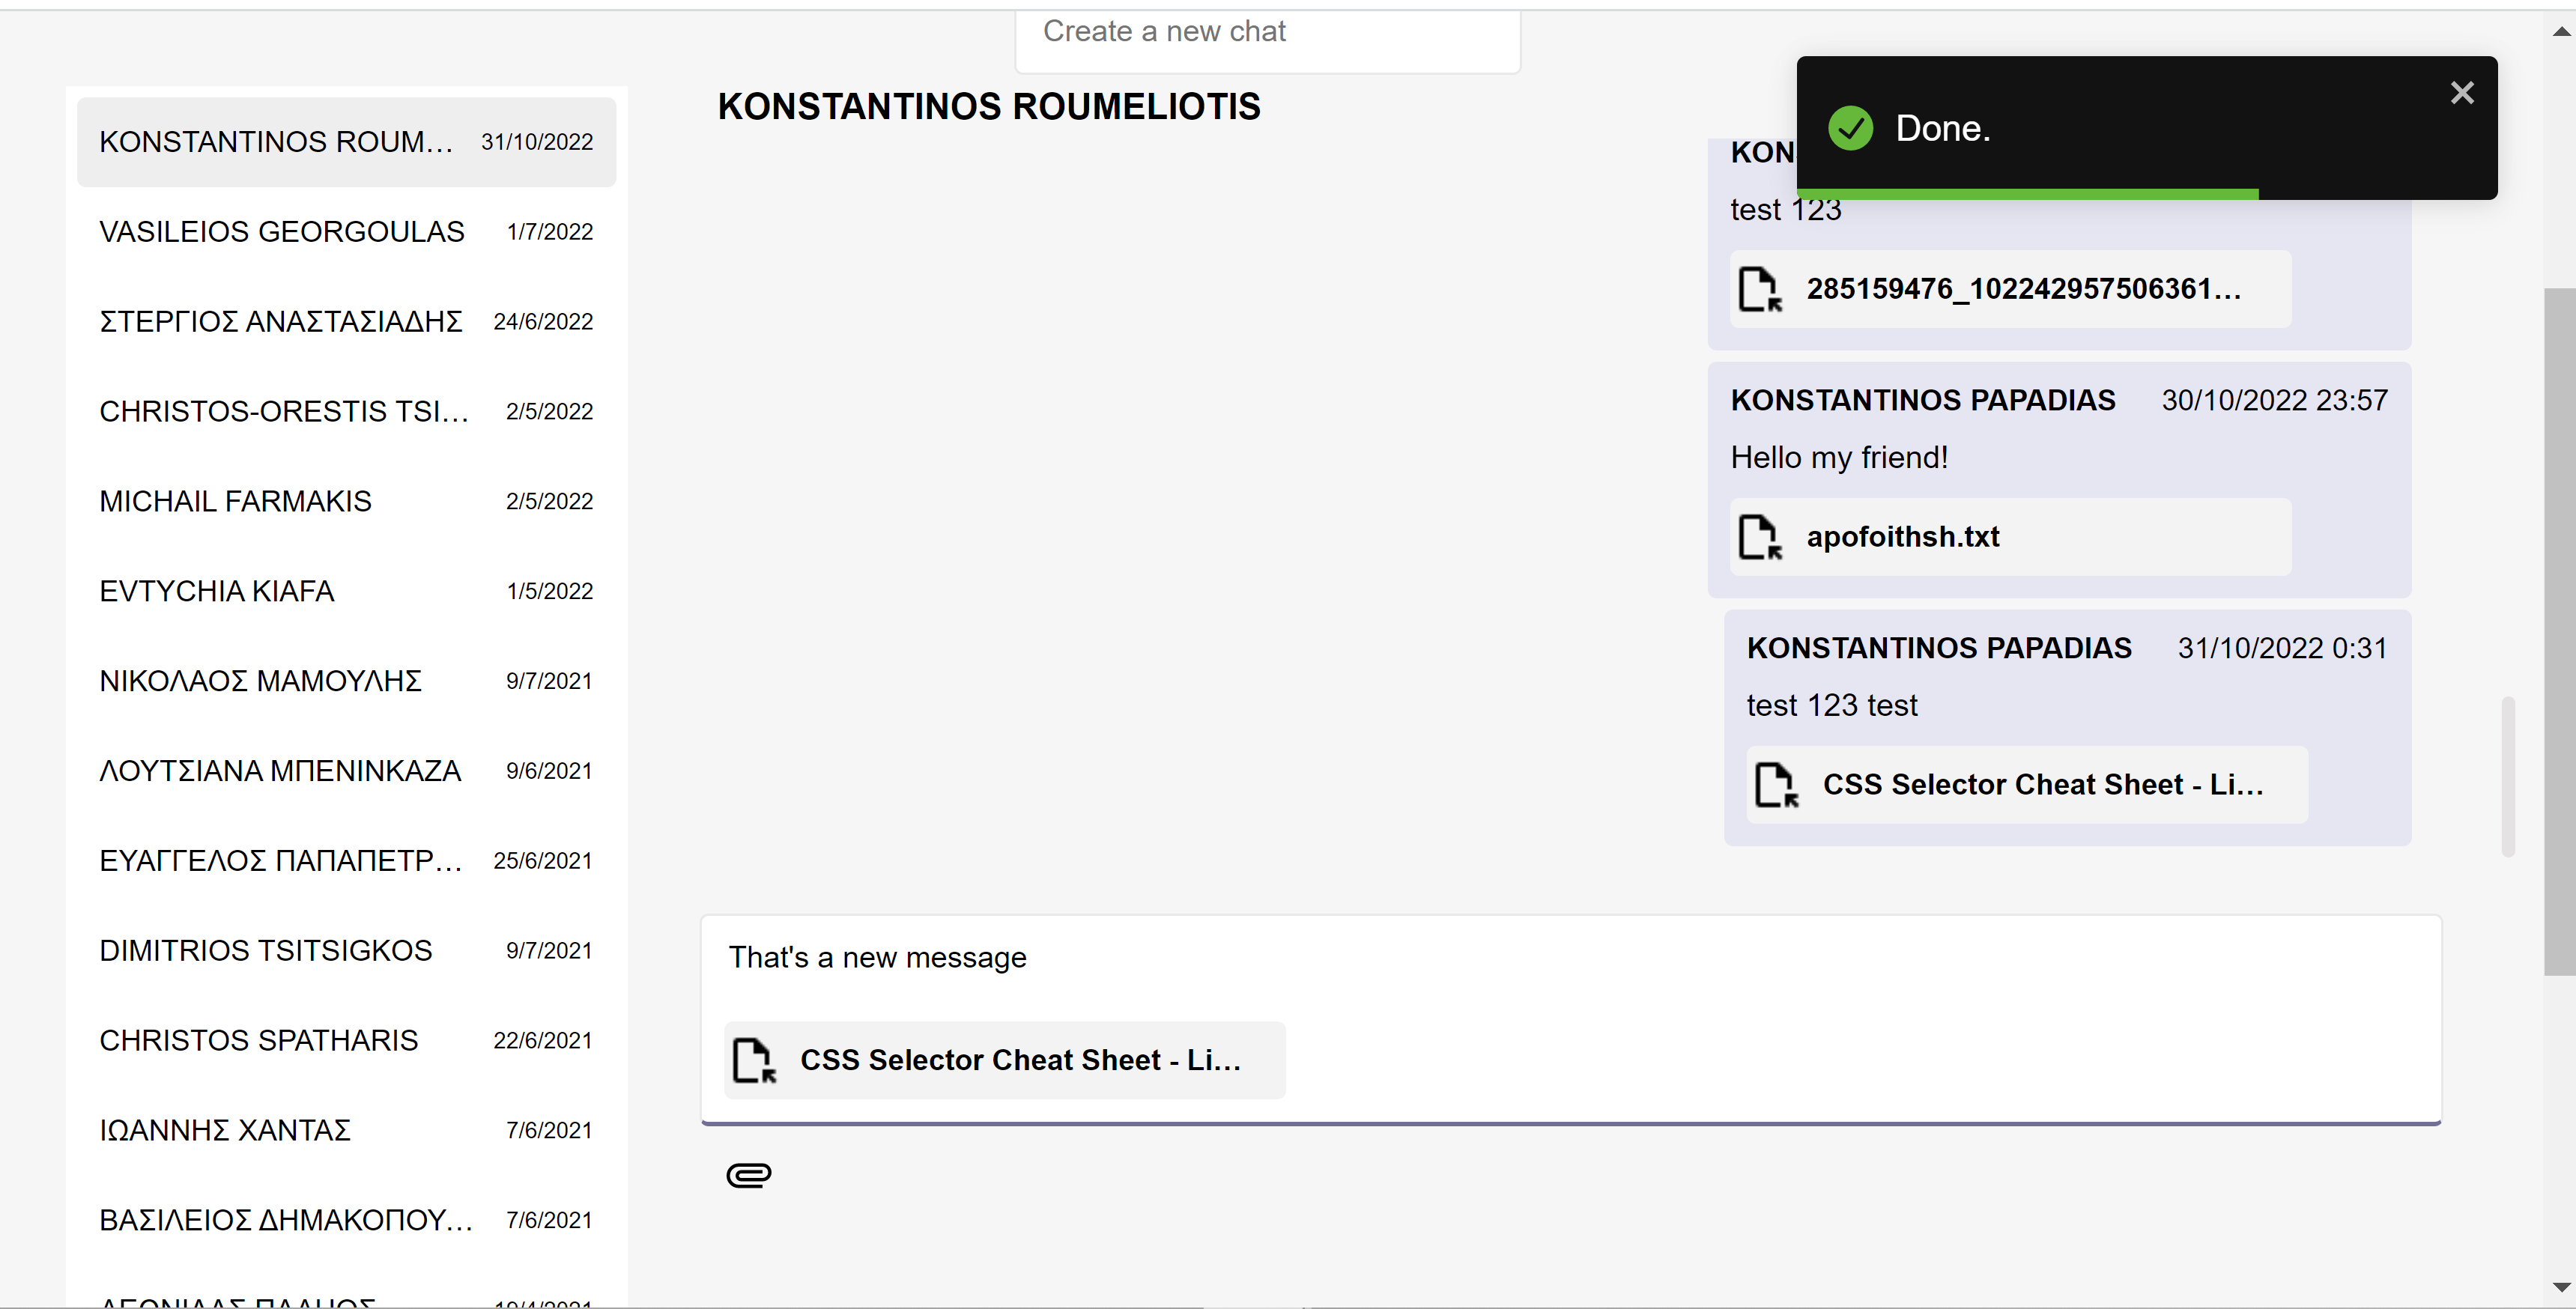 Create a new chat
KONSTANTINOS ROUM... 31/10/2022
VASILEIOS GEORGOULAS 1/7/2022
ΣΤΕΡΓΙΟΣ ΑΝΑΣΤΑΣΙΑΔΗΣ 24/6/2022
CHRISTOS-ORESTIS TSI... 2/5/2022
MICHAIL FARMAKIS 2/5/2022
EVTYCHIA KIAFA 1/5/2022
ΝΙΚΟΛΑΟΣ ΜΑΜΟΥΛΗΣ 9/7/2021
ΛΟΥΤΣΙΑΝΑ ΜΠΕΝΙΝΚΑΖΑ 9/6/2021
ΕΥΑΓΓΕΛΟΣ ΠΑΠΑΠΕΤΡ... 25/6/2021
DIMITRIOS TSITSIGKOS 9/7/2021
CHRISTOS SPATHARIS 22/6/2021
ΙΩΑΝΝΗΣ ΧΑΝΤΑΣ 7/6/2021
ΒΑΣΙΛΕΙΟΣ ΔΗΜΑΚΟΠΟΥ... 7/6/2021
KONSTANTINOS ROUMELIOTIS
Done.
KON
test 123
285159476_102242957506361...
KONSTANTINOS PAPADIAS 30/10/2022 23:57
Hello my friend!
apofoithsh.txt
KONSTANTINOS PAPADIAS 31/10/2022 0:31
test 123 test
CSS Selector Cheat Sheet - Li...
That's a new message
CSS Selector Cheat Sheet - Li...